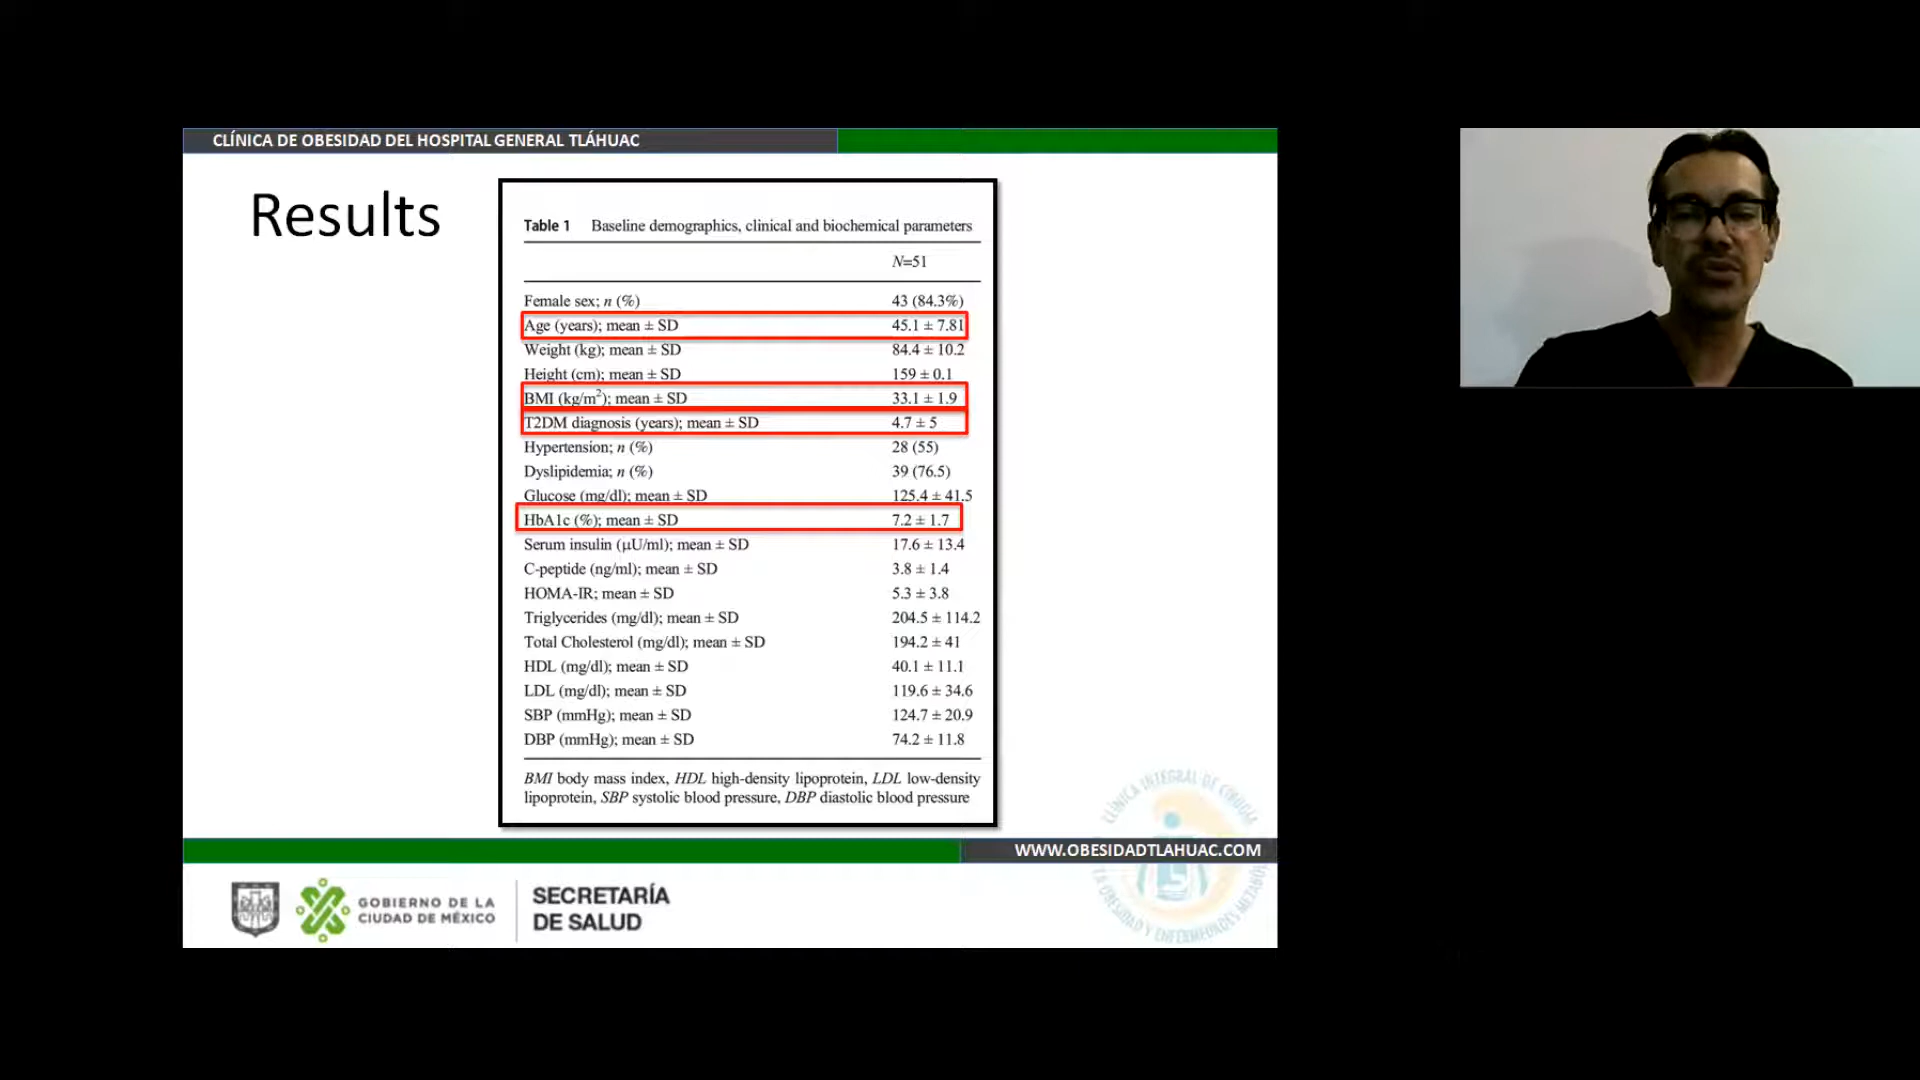 CLÍNICA DE OBESIDAD DEL HOSPITAL GENERAL TLÁHUAC
Results
Table 1 Baseline demographics, clinical and biochemical parameters
N=51
Female sex; n (%) 43 (84.3%)
Age (years); mean ± SD 45.1 ± 7.81
Weight (kg); mean ± SD 84.4 ± 10.2
Height (cm); mean ± SD 159 ± 0.1
BMI (kg/m²); mean ± SD 33.1 ± 1.9
T2DM diagnosis (years); mean ± SD 4.7 ± 5
Hypertension; n (%) 28 (55)
Dyslipidemia; n (%) 39 (76.5)
Glucose (mg/dl); mean ± SD 125.4 ± 41.5
HbA1c (%); mean ± SD 7.2 ± 1.7
Serum insulin (μU/ml); mean ± SD 17.6 ± 13.4
C-peptide (ng/ml); mean ± SD 3.8 ± 1.4
HOMA-IR; mean ± SD 5.3 ± 3.8
Triglycerides (mg/dl); mean ± SD 204.5 ± 114.2
Total Cholesterol (mg/dl); mean ± SD 194.2 ± 41
HDL (mg/dl); mean ± SD 40.1 ± 11.1
LDL (mg/dl); mean ± SD 119.6 ± 34.6
SBP (mmHg); mean ± SD 124.7 ± 20.9
DBP (mmHg); mean ± SD 74.2 ± 11.8
BMI body mass index, HDL high-density lipoprotein, LDL low-density
lipoprotein, SBP systolic blood pressure, DBP diastolic blood pressure
CLÍNICA INTEGRAL DE CIRUGÍA
WWW.OBESIDADTLAHUAC.COM
GOBIERNO DE LA
CIUDAD DE MÉXICO
SECRETARÍA
DE SALUD